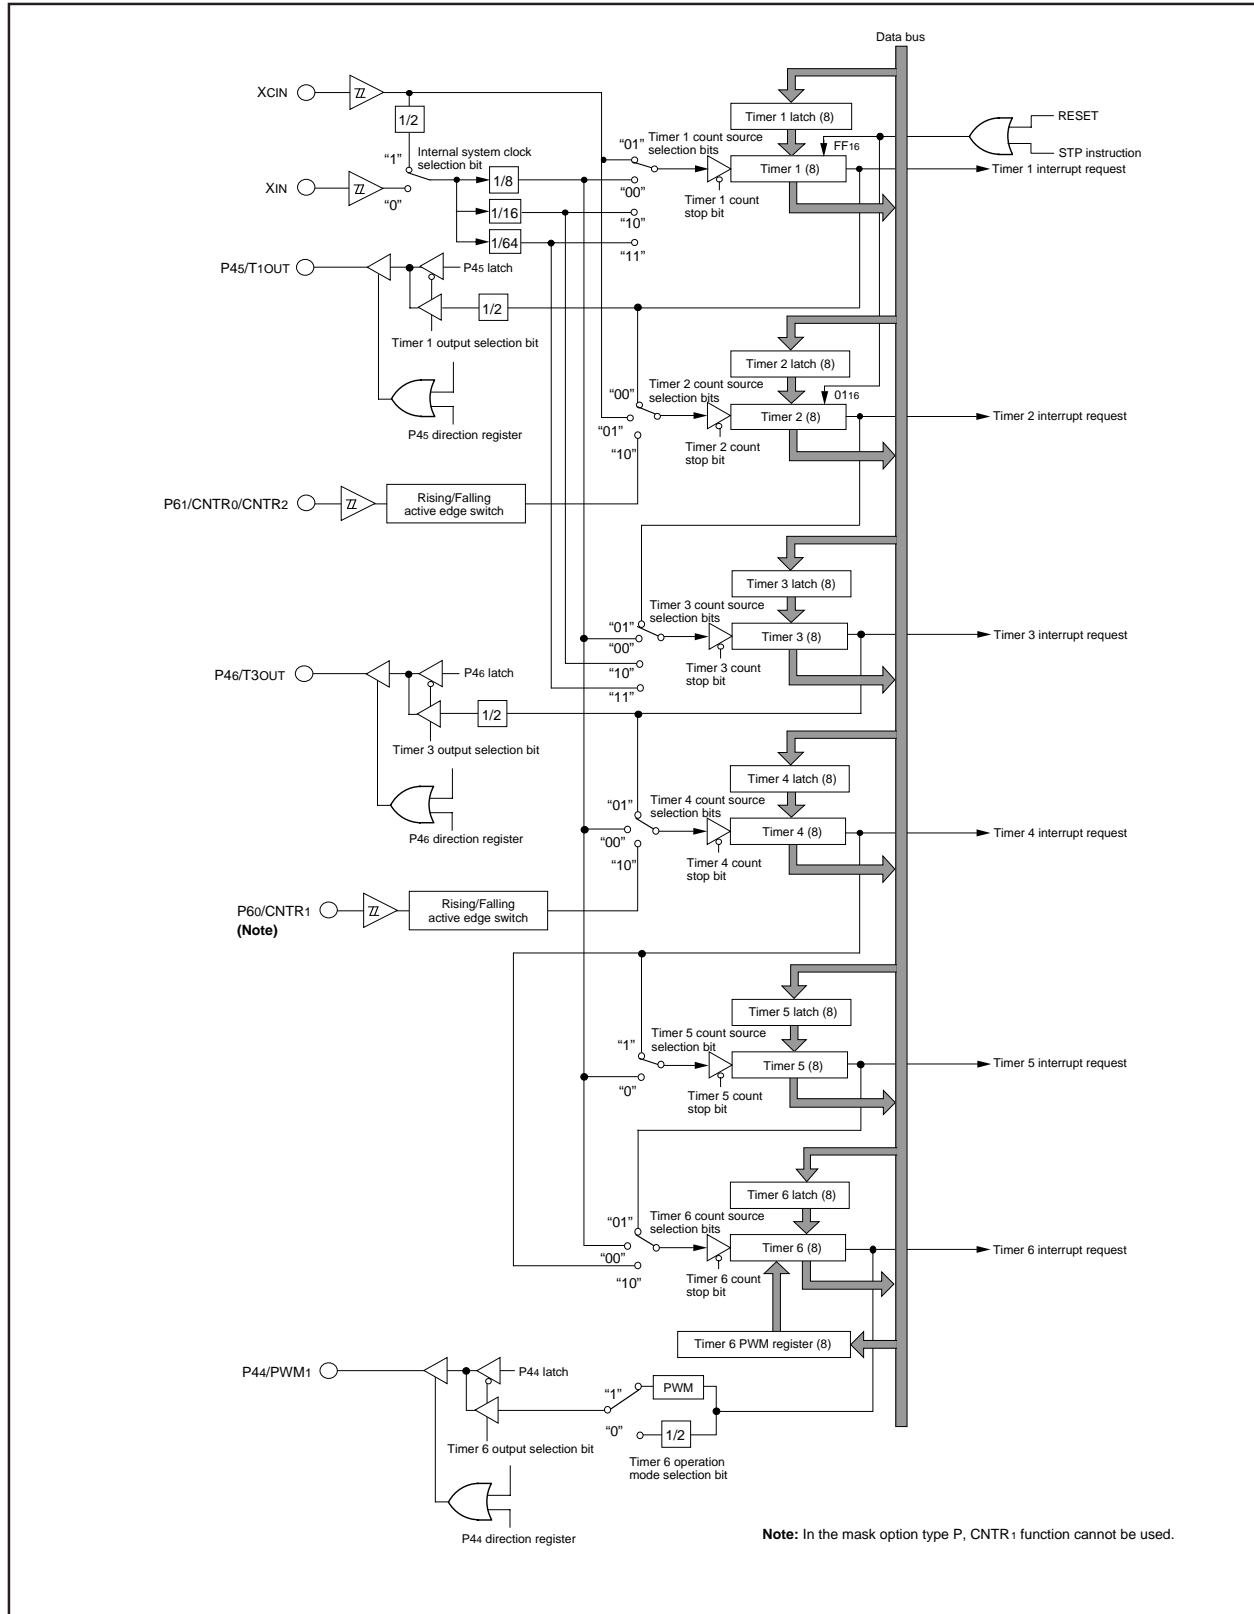 Data bus
XCIN
1/2
Timer 1 latch (8)
RESET
STP instruction
FF16
"1"
Internal system clock
selection bit
"01"
Timer 1 count source
selection bits
XIN
"0"
1/8
"00"
Timer 1 (8)
Timer 1 interrupt request
1/16
"10"
Timer 1 count
stop bit
1/64
"11"
P45/T1OUT
P45 latch
1/2
Timer 1 output selection bit
P45 direction register
Timer 2 latch (8)
"00"
Timer 2 count source
selection bits
0116
"01"
Timer 2 (8)
Timer 2 interrupt request
"10"
Timer 2 count
stop bit
P61/CNTR0/CNTR2
Rising/Falling
active edge switch
Timer 3 latch (8)
Timer 3 count source
selection bits
"01"
"00"
Timer 3 (8)
Timer 3 interrupt request
"10"
Timer 3 count
stop bit
"11"
P46/T3OUT
P46 latch
1/2
Timer 3 output selection bit
P46 direction register
Timer 4 latch (8)
"01"
Timer 4 count source
selection bits
"00"
Timer 4 (8)
Timer 4 interrupt request
"10"
Timer 4 count
stop bit
P60/CNTR1
(Note)
Rising/Falling
active edge switch
Timer 5 latch (8)
"1"
Timer 5 count source
selection bit
Timer 5 (8)
Timer 5 interrupt request
"0"
Timer 5 count
stop bit
Timer 6 latch (8)
"01"
Timer 6 count source
selection bits
"00"
Timer 6 (8)
Timer 6 interrupt request
"10"
Timer 6 count
stop bit
Timer 6 PWM register (8)
P44/PWM1
P44 latch
"1"
PWM
"0"
1/2
Timer 6 output selection bit
Timer 6 operation
mode selection bit
P44 direction register
Note: In the mask option type P, CNTR1 function cannot be used.